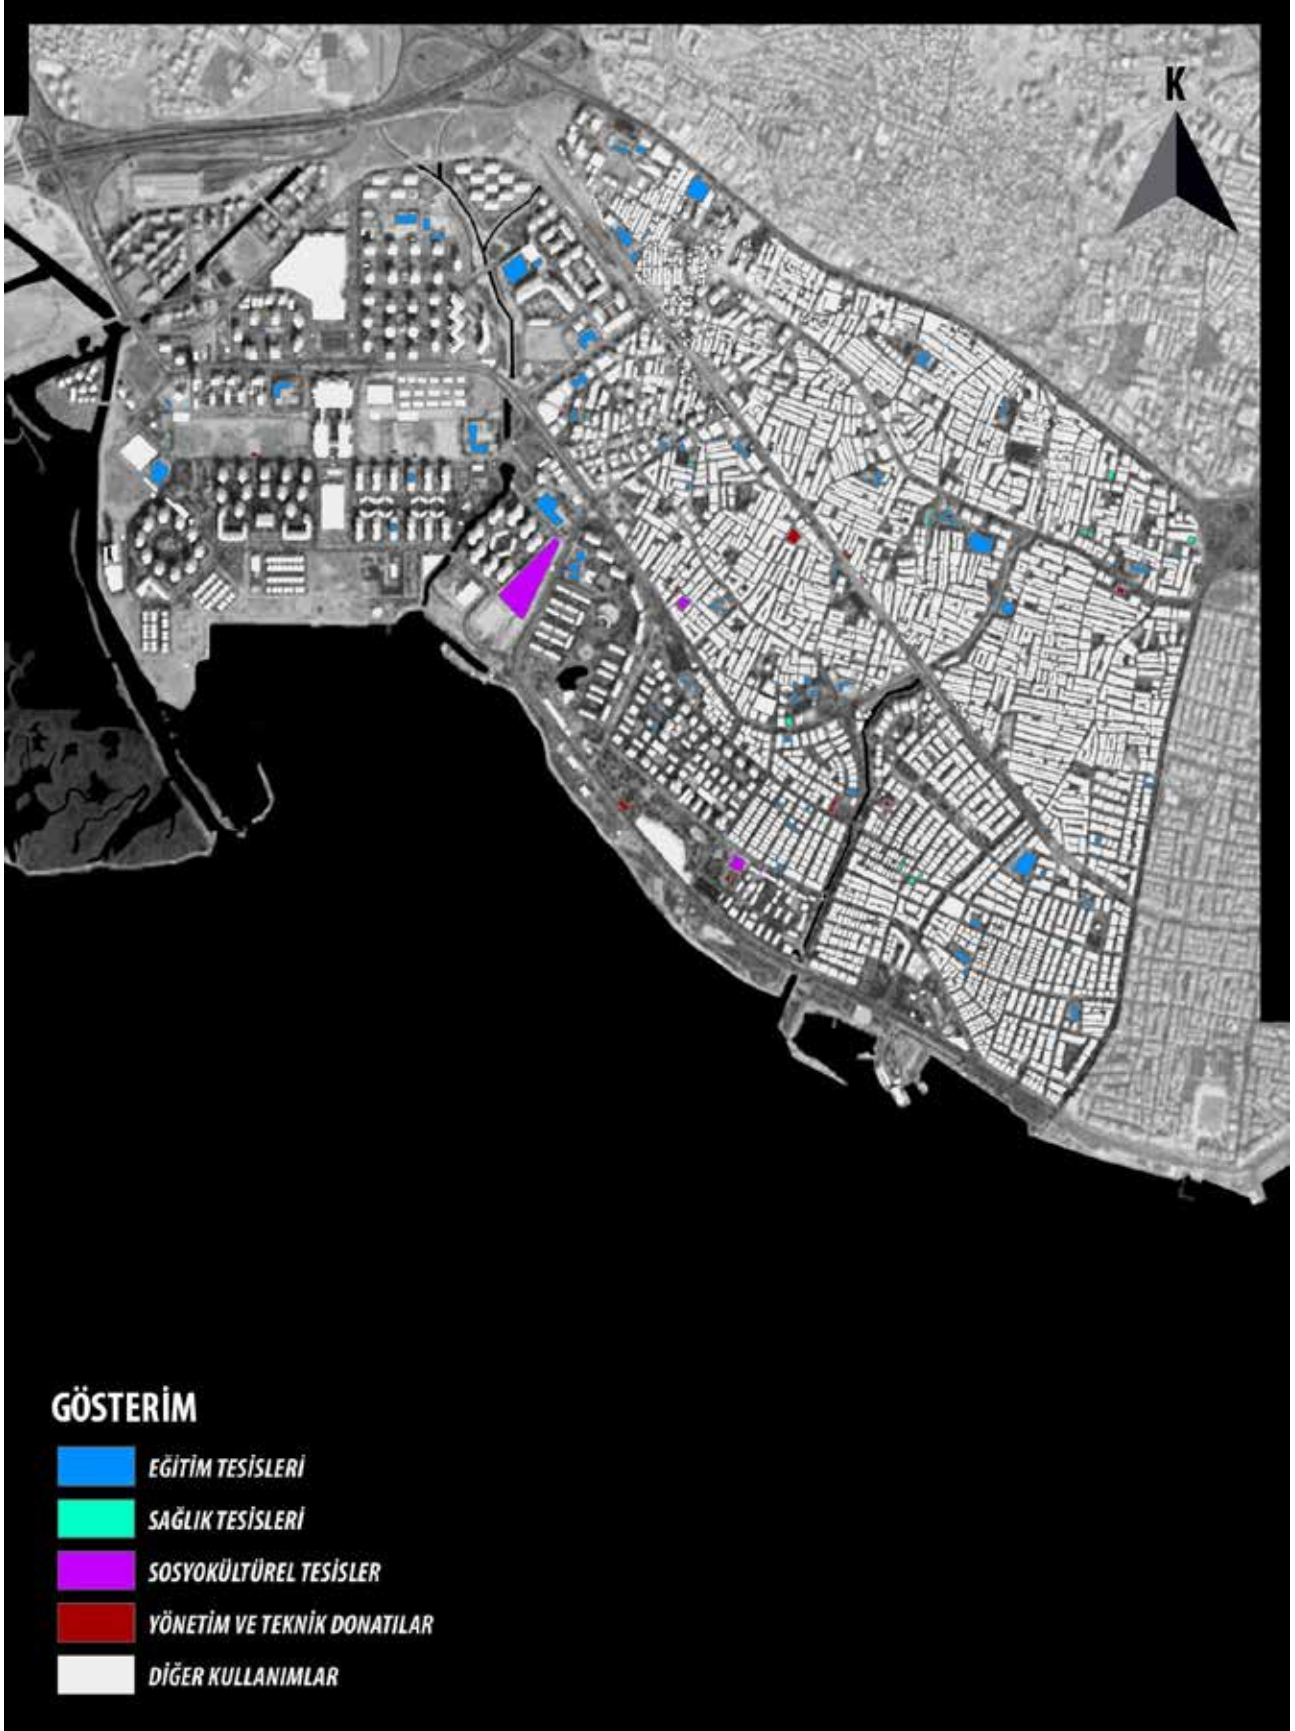 K
GÖSTERİM
EĞİTİM TESİSLERİ
SAĞLIK TESİSLERİ
SOSYOKÜLTÜREL TESİSLER
YÖNETİM VE TEKNİK DONATILAR
DİĞER KULLANIMLAR